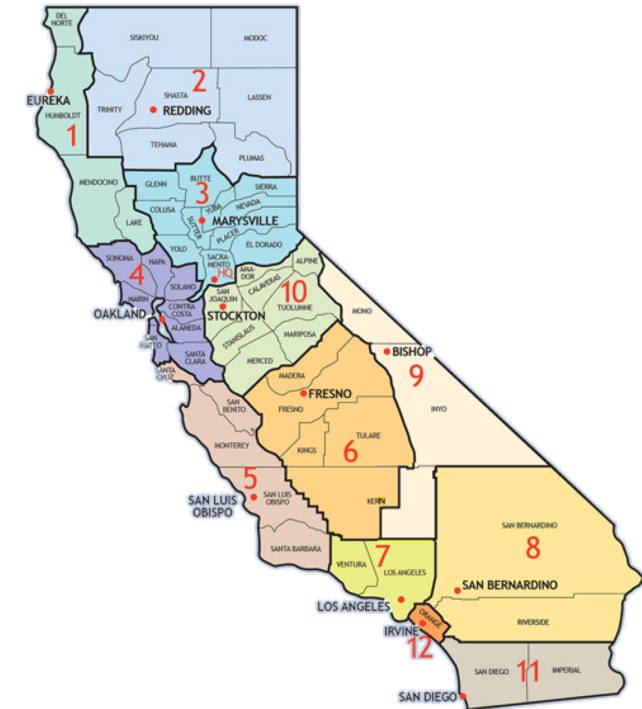 DEL
NORTE
SISKIYOU
MODOC
2
SHASTA
LASSEN
EUREKA
TRINITY
REDDING
HUMBOLDT
1
TEHAMA
PLUMAS
MENDOCINO
GLENN
BUTTE
3
SIERRA
COLUSA
YUBA
NEVADA
LAKE
SUTTER
MARYSVILLE
PLACER
YOLO
EL DORADO
SONOMA
NAPA
4
SACRA-
MENTO
HQ
ALPINE
AMA-
DOR
SOLANO
CALAVERAS
MARIN
SAN
JOAQUIN
10
CONTRA
COSTA
TUOLUMNE
MONO
OAKLAND
STOCKTON
ALAMEDA
STANISLAUS
MARIPOSA
SAN
MATEO
SANTA
CLARA
MERCED
BISHOP
SANTA
CRUZ
9
MADERA
FRESNO
SAN
BENITO
FRESNO
INYO
TULARE
MONTEREY
KINGS
6
5
SAN LUIS
OBISPO
SAN LUIS
OBISPO
KERN
SAN BERNARDINO
8
SANTA BARBARA
7
VENTURA
LOS ANGELES
SAN BERNARDINO
LOS ANGELES
ORANGE
RIVERSIDE
IRVINE
12
SAN DIEGO
11
IMPERIAL
SAN DIEGO